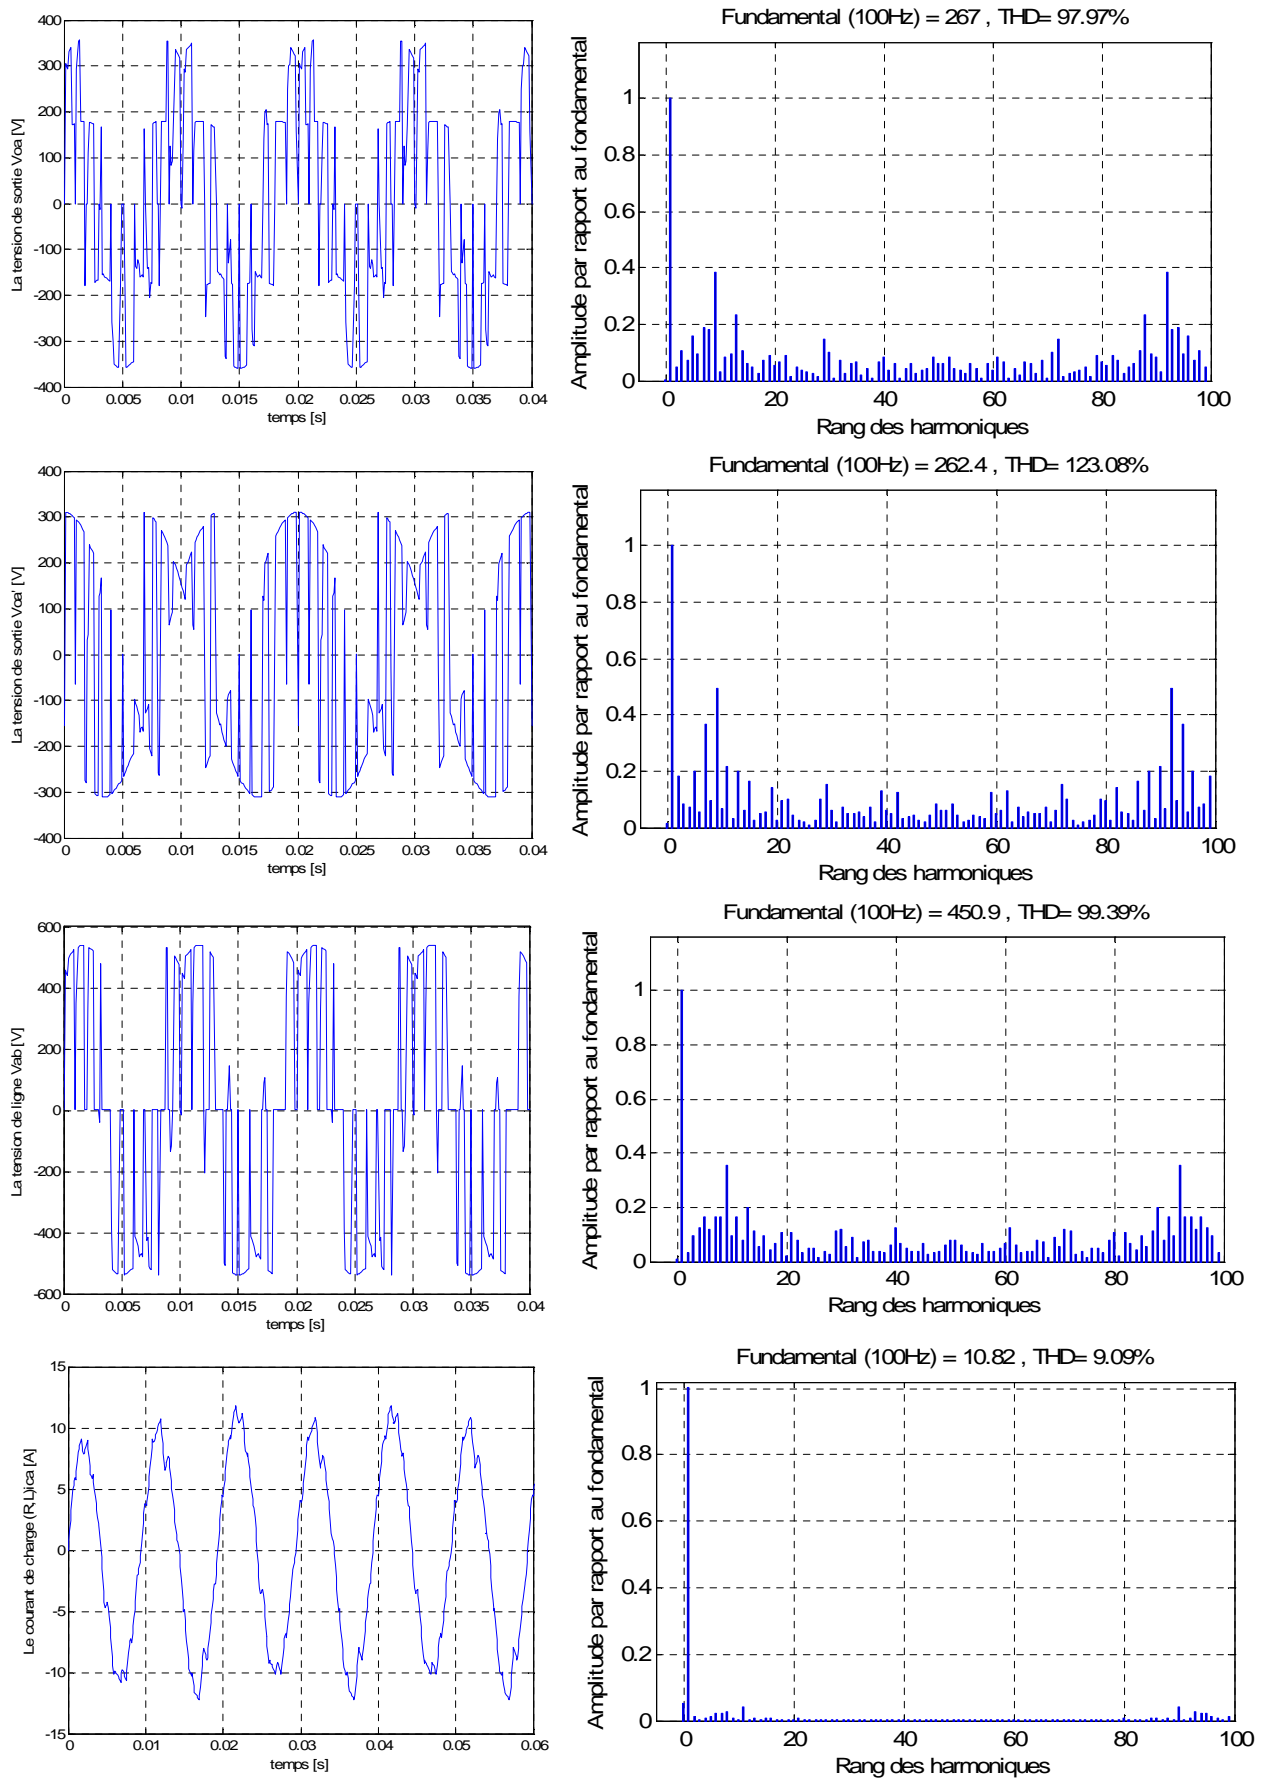 Fundamental (100Hz) = 267 , THD= 97.97%
La tension de sortie Voa [V]
400
300
200
100
0
-100
-200
-300
-400
0 0.005 0.01 0.015 0.02 0.025 0.03 0.035 0.04
temps [s]
Amplitude par rapport au fondamental
1
0.8
0.6
0.4
0.2
0
0 20 40 60 80 100
Rang des harmoniques
Fundamental (100Hz) = 262.4 , THD= 123.08%
La tension de sortie Voa' [V]
400
300
200
100
0
-100
-200
-300
-400
0 0.005 0.01 0.015 0.02 0.025 0.03 0.035 0.04
temps [s]
Amplitude par rapport au fondamental
1
0.8
0.6
0.4
0.2
0
0 20 40 60 80 100
Rang des harmoniques
Fundamental (100Hz) = 450.9 , THD= 99.39%
La tension de ligne Vab [V]
600
400
200
0
-200
-400
-600
0 0.005 0.01 0.015 0.02 0.025 0.03 0.035 0.04
temps [s]
Amplitude par rapport au fondamental
1
0.8
0.6
0.4
0.2
0
0 20 40 60 80 100
Rang des harmoniques
Fundamental (100Hz) = 10.82 , THD= 9.09%
Le courant de charge (R,L)ica [A]
15
10
5
0
-5
-10
-15
0 0.01 0.02 0.03 0.04 0.05 0.06
temps [s]
Amplitude par rapport au fondamental
1
0.8
0.6
0.4
0.2
0
0 20 40 60 80 100
Rang des harmoniques